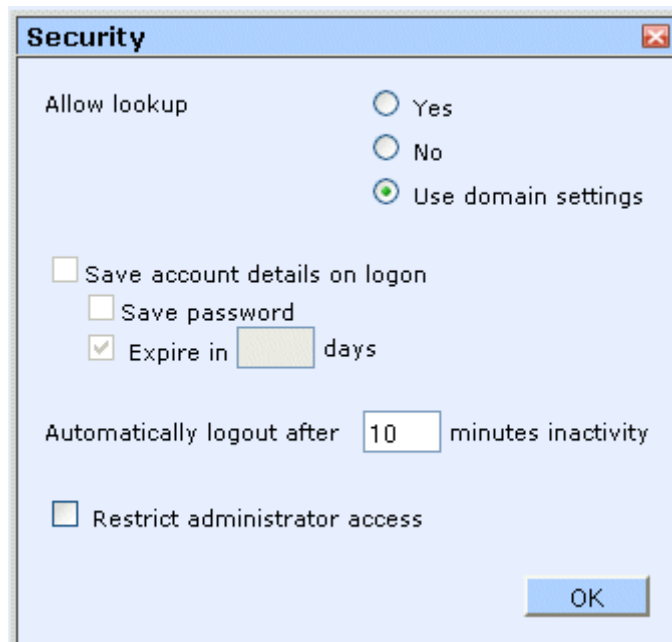 Security
Allow lookup
Yes
No
Use domain settings
Save account details on logon
Save password
Expire in days
Automatically logout after 10 minutes inactivity
Restrict administrator access
OK